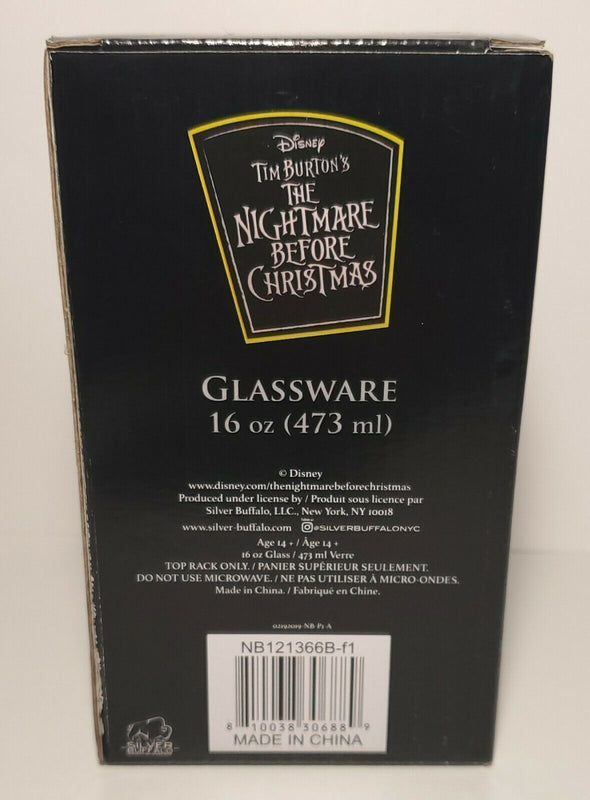 Disney
TIM BURTON'S
THE
NIGHTMARE
BEFORE
CHRISTMAS
GLASSWARE
16 oz (473 ml)
© Disney
www.disney.com/thenightmarebeforechristmas
Produced under license by / Produit sous licence par
Silver Buffalo, LLC., New York, NY 10018
www.silver-buffalo.com @SILVERBUFFALONYC
Age 14 + / Âge 14 +
16 oz Glass / 473 ml Verre
TOP RACK ONLY. / PANIER SUPÉRIEUR SEULEMENT.
DO NOT USE MICROWAVE. / NE PAS UTILISER À MICRO-ONDES.
Made in China. / Fabriqué en Chine.
NB121366B-f1
8 10038 30688 9
MADE IN CHINA
SILVER
BUFFALO